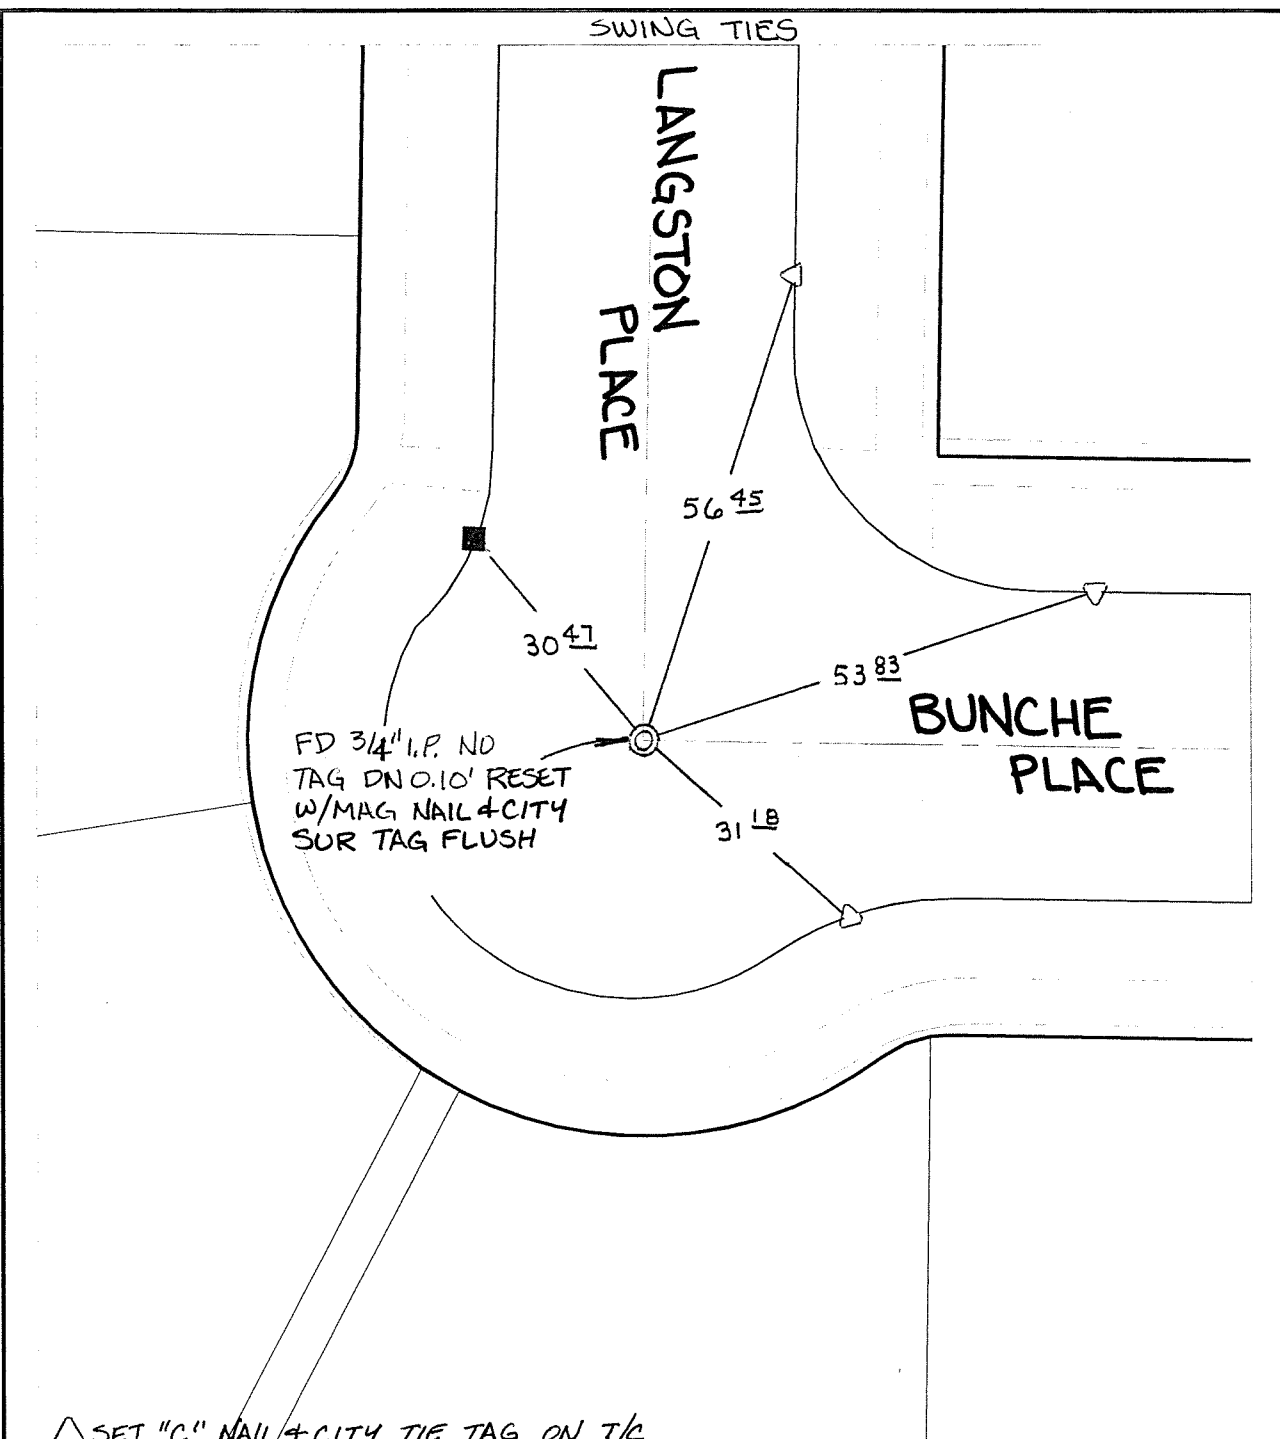 SWING TIES
LANGSTON
PLACE
56 45
30 47
53 83
BUNCHE
PLACE
FD 3/4" I.P. NO
TAG DN 0.10' RESET
W/MAG NAIL & CITY
SUR TAG FLUSH
31 18
SET "C" NAIL & CITY TIE TAG ON T/C